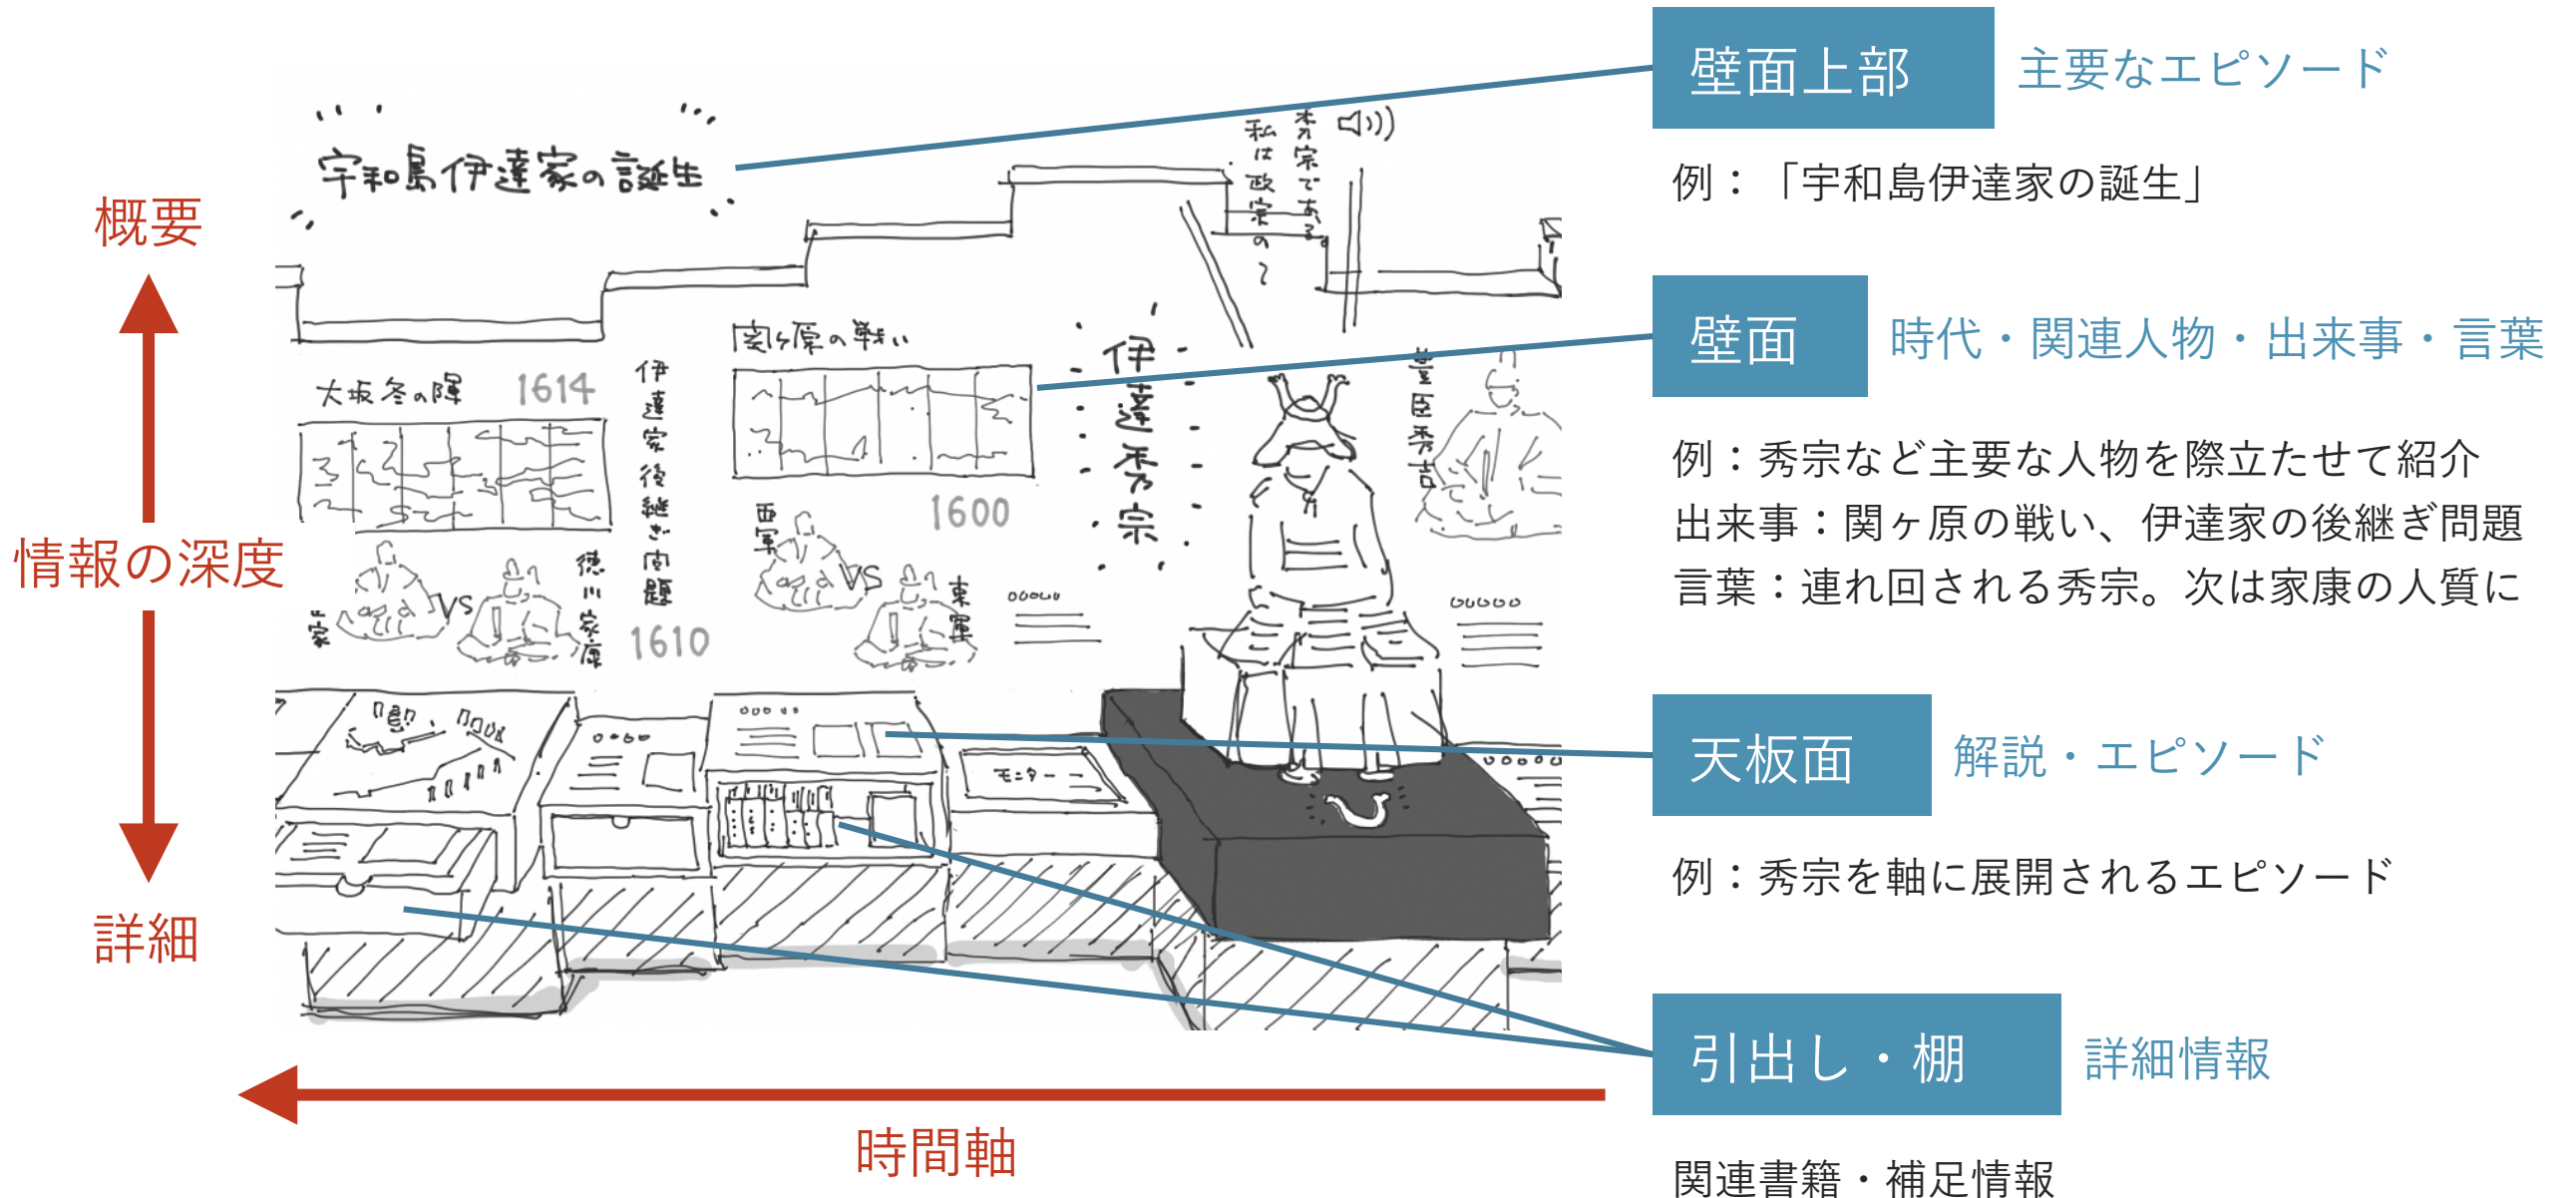 壁面上部
主要なエピソード
例：「宇和島伊達家の誕生」
壁面
時代・関連人物・出来事・言葉
例：秀宗など主要な人物を際立たせて紹介
出来事：関ヶ原の戦い、伊達家の後継ぎ問題
言葉：連れ回される秀宗。次は家康の人質に
天板面
解説・エピソード
例：秀宗を軸に展開されるエピソード
引出し・棚
詳細情報
関連書籍・補足情報
概要
情報の深度
詳細
時間軸
宇和島伊達家の誕生
秀宗である。
私は政宗の〜
豊臣秀吉
伊達秀宗
関ヶ原の戦い
1600
西軍
VS
東軍
伊達家後継ぎ問題
1610
大坂冬の陣
1614
家
VS
徳川家康
モニター